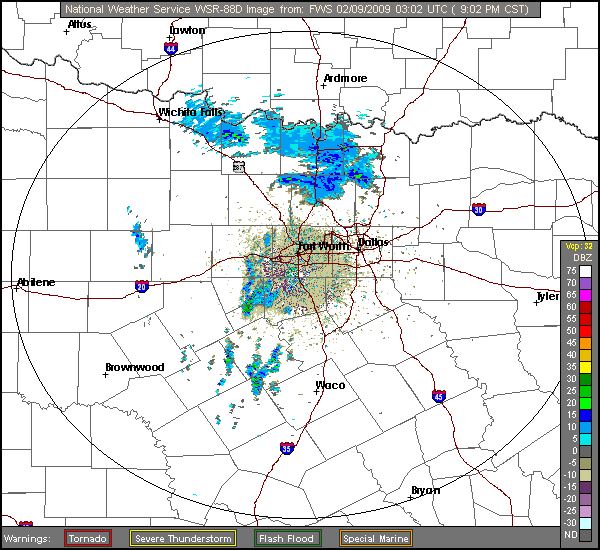 National Weather Service WSR-88D Image from: FWS 02/09/2009 03:02 UTC ( 9:02 PM CST)
Altus
Lawton
44
Ardmore
Wichita Falls
287
30
Fort Worth
Dallas
Abilene
20
Tyler
Brownwood
Waco
45
35
Bryan
Vcp: 32
DBZ
75
70
65
60
55
50
45
40
35
30
25
20
15
10
5
0
-5
-10
-15
-20
-25
-30
ND
Warnings: Tornado Severe Thunderstorm Flash Flood Special Marine